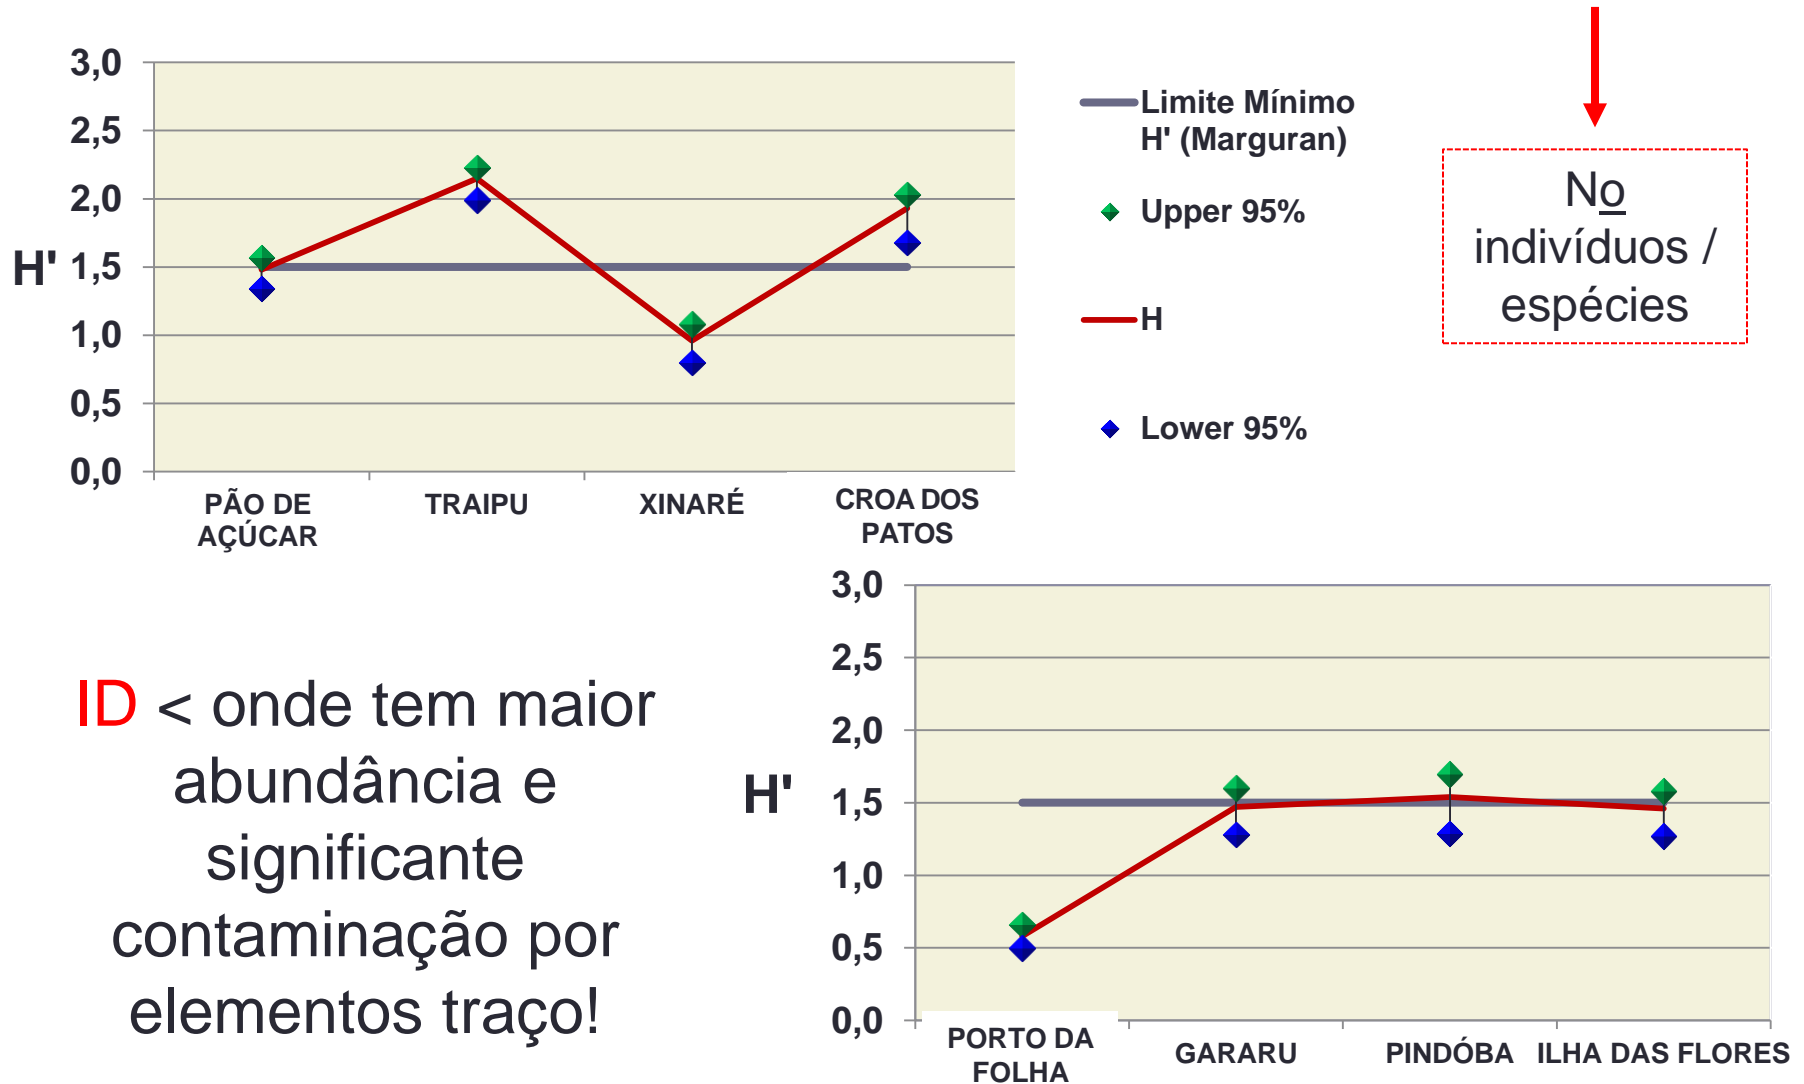 3,0
2,5
2,0
1,5
1,0
0,5
0,0
H'
PÃO DE
AÇÚCAR
TRAIPU
XINARÉ
CROA DOS
PATOS
Limite Mínimo
H' (Marguran)
Upper 95%
H
Lower 95%
No
indivíduos /
espécies
ID < onde tem maior
abundância e
significante
contaminação por
elementos traço!
3,0
2,5
2,0
1,5
1,0
0,5
0,0
H'
PORTO DA
FOLHA
GARARU
PINDÓBA
ILHA DAS FLORES